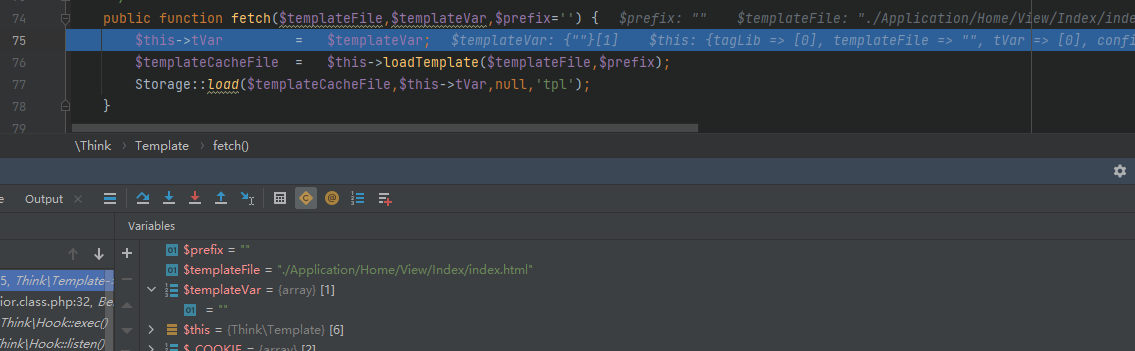 74 public function fetch($templateFile,$templateVar,$prefix='') { $prefix: "" $templateFile: "./Application/Home/View/Index/inde
75 $this->tVar = $templateVar; $templateVar: {""}[1] $this: {tagLib => [0], templateFile => "", tVar => [0], confi
76 $templateCacheFile = $this->loadTemplate($templateFile,$prefix);
77 Storage::load($templateCacheFile,$this->tVar,null,'tpl');
78 }
79
\Think › Template › fetch()
e Output
Variables
$prefix = ""
$templateFile = "./Application/Home/View/Index/index.html"
5, Think\Template-> $templateVar = {array} [1]
ior.class.php:32, Be = ""
Think\Hook::exec() $this = {Think\Template} [6]
Think\Hook::listen() $_COOKIE = {array} [2]